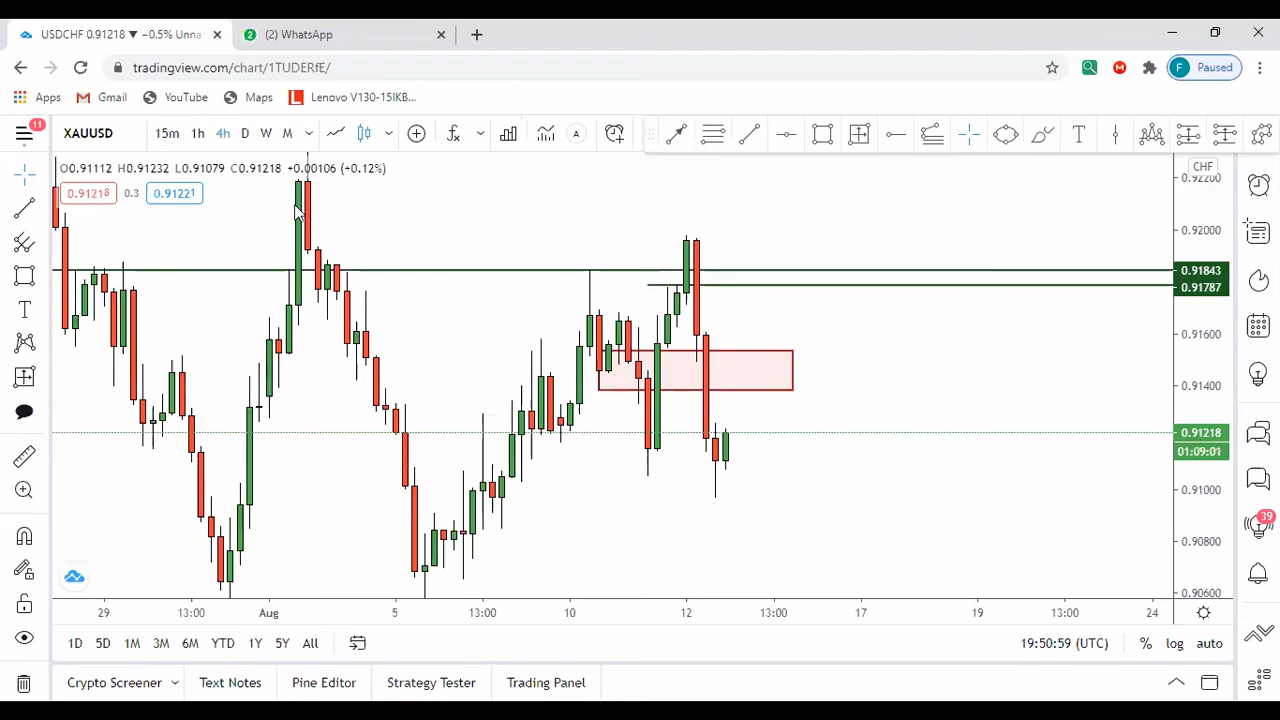 USDCHF 0.91218 ▼ −0.5% Unna
2
(2) WhatsApp
tradingview.com/chart/1TUDERfE/
M
F
Paused
Apps
Gmail
YouTube
Maps
L
Lenovo V130-15IKB...
11
XAUUSD
15m
1h
4h
D
W
M
A
T
O0.91112 H0.91232 L0.91079 C0.91218 +0.00106 (+0.12%)
0.91218
0.3
0.91221
CHF
0.92200
0.92000
0.91843
0.91787
0.91600
0.91400
0.91218
01:09:01
0.91000
0.90800
0.90600
T
39
29
13:00
Aug
5
13:00
10
12
13:00
17
19
13:00
24
1D
5D
1M
3M
6M
YTD
1Y
5Y
All
19:50:59 (UTC)
%
log
auto
Crypto Screener
Text Notes
Pine Editor
Strategy Tester
Trading Panel